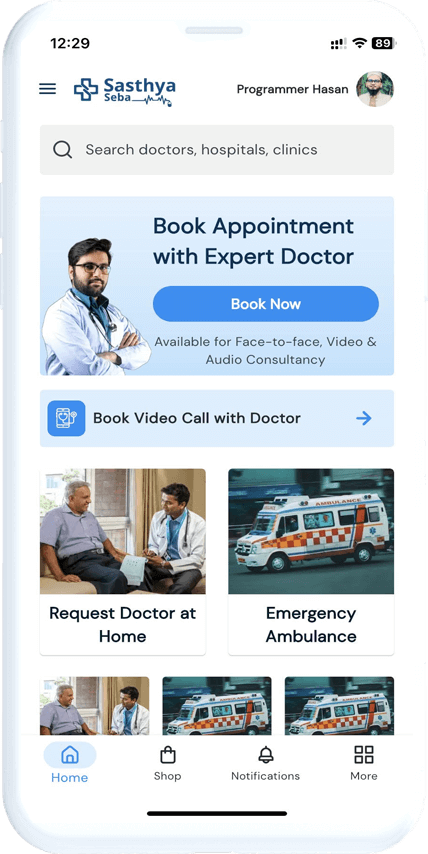 12:29
89
Sasthya
Seba
Programmer Hasan
Search doctors, hospitals, clinics
Book Appointment
with Expert Doctor
Book Now
Available for Face-to-face, Video &
Audio Consultancy
Book Video Call with Doctor
AMBULANCE
Request Doctor at
Home
Emergency
Ambulance
Home
Shop
Notifications
More